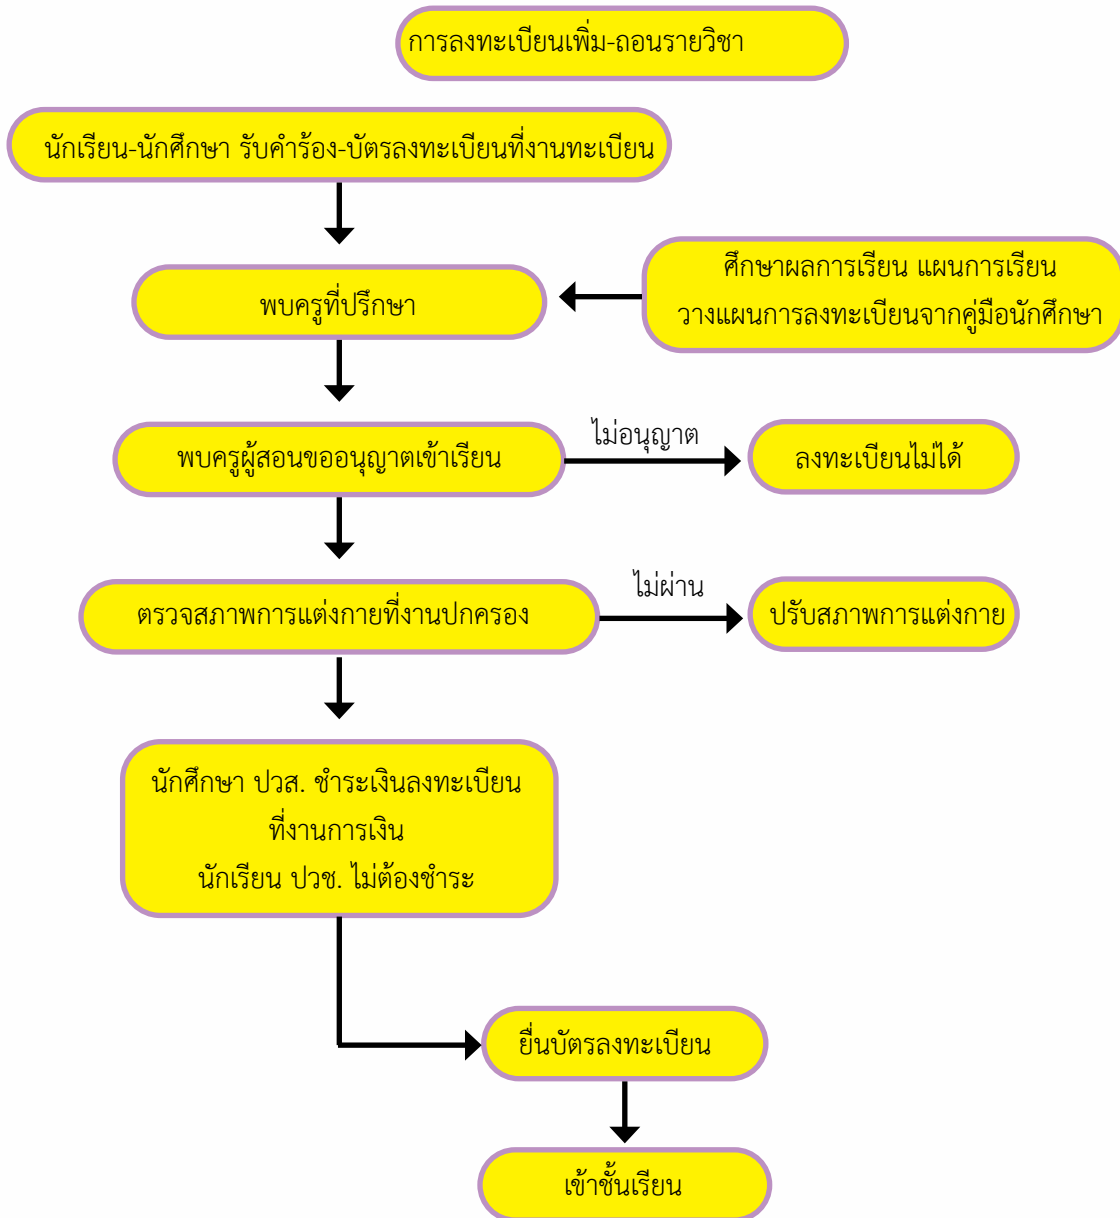 การลงทะเบียนเพิ่ม-ถอนรายวิชา
นักเรียน-นักศึกษา รับคำร้อง-บัตรลงทะเบียนที่งานทะเบียน
ศึกษาผลการเรียน แผนการเรียน
วางแผนการลงทะเบียนจากคู่มือนักศึกษา
พบครูที่ปรึกษา
พบครูผู้สอนขออนุญาตเข้าเรียน
ไม่อนุญาต
ลงทะเบียนไม่ได้
ตรวจสภาพการแต่งกายที่งานปกครอง
ไม่ผ่าน
ปรับสภาพการแต่งกาย
นักศึกษา ปวส. ชำระเงินลงทะเบียน
ที่งานการเงิน
นักเรียน ปวช. ไม่ต้องชำระ
ยื่นบัตรลงทะเบียน
เข้าชั้นเรียน